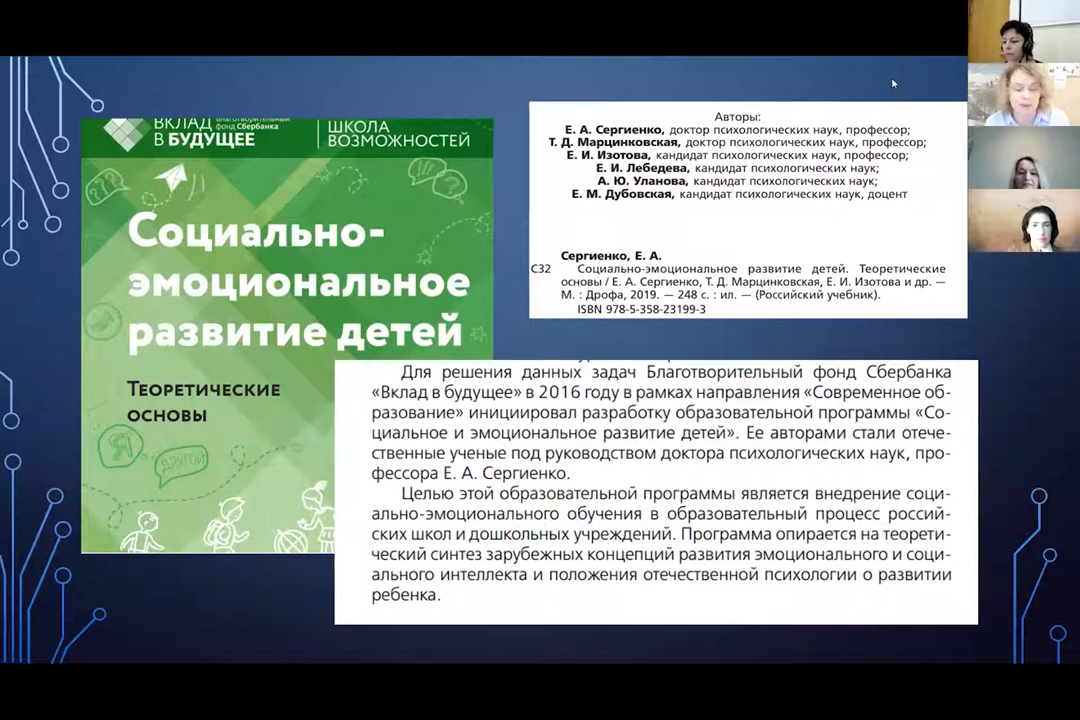 ВКЛАД
В БУДУЩЕЕ
благотворительный
фонд Сбербанка
ШКОЛА
ВОЗМОЖНОСТЕЙ
Социально-
эмоциональное
развитие детей
Теоретические
основы
Я
ДРУГОЙ
Авторы:
Е. А. Сергиенко, доктор психологических наук, профессор;
Т. Д. Марцинковская, доктор психологических наук, профессор;
Е. И. Изотова, кандидат психологических наук, профессор;
Е. И. Лебедева, кандидат психологических наук;
А. Ю. Уланова, кандидат психологических наук;
Е. М. Дубовская, кандидат психологических наук, доцент
Сергиенко, Е. А.
С32 Социально-эмоциональное развитие детей. Теоретические
основы / Е. А. Сергиенко, Т. Д. Марцинковская, Е. И. Изотова и др. —
М. : Дрофа, 2019. — 248 с. : ил. — (Российский учебник).
ISBN 978-5-358-23199-3
Для решения данных задач Благотворительный фонд Сбербанка
«Вклад в будущее» в 2016 году в рамках направления «Современное об-
разование» инициировал разработку образовательной программы «Со-
циальное и эмоциональное развитие детей». Ее авторами стали отече-
ственные ученые под руководством доктора психологических наук, про-
фессора Е. А. Сергиенко.
Целью этой образовательной программы является внедрение соци-
ально-эмоционального обучения в образовательный процесс россий-
ских школ и дошкольных учреждений. Программа опирается на теорети-
ческий синтез зарубежных концепций развития эмоционального и соци-
ального интеллекта и положения отечественной психологии о развитии
ребенка.